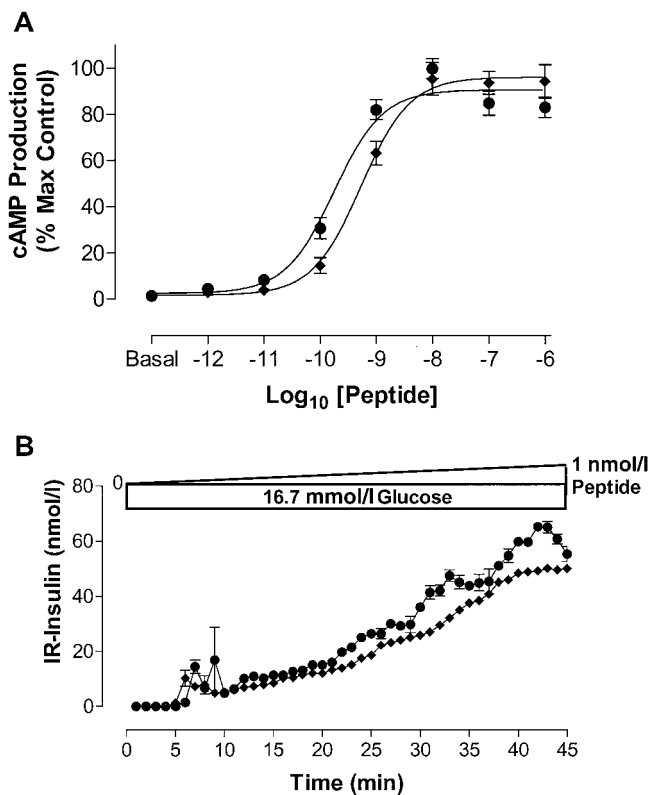 A
cAMP Production
(% Max Control)
100
80
60
40
20
0
Basal -12 -11 -10 -9 -8 -7 -6
Log10 [Peptide]
B
IR-Insulin (nmol/l)
0
1 nmol/l
Peptide
16.7 mmol/l Glucose
80
60
40
20
0
0 5 10 15 20 25 30 35 40 45
Time (min)